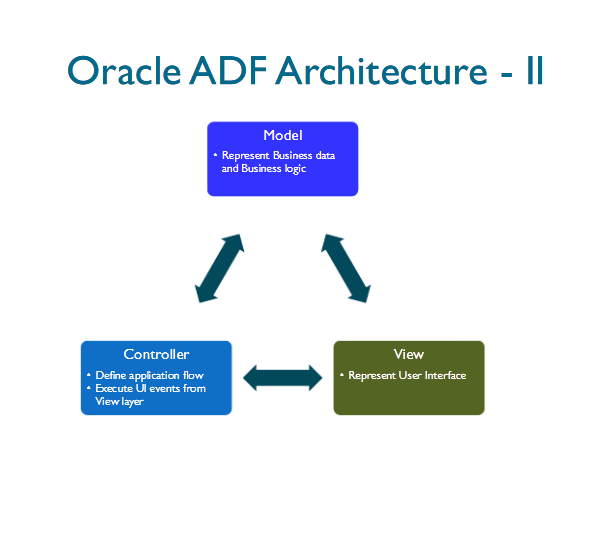 Oracle ADF Architecture - II
Model
• Represent Business data
and Business logic
Controller
• Define application flow
• Execute UI events from
View layer
View
• Represent User Interface